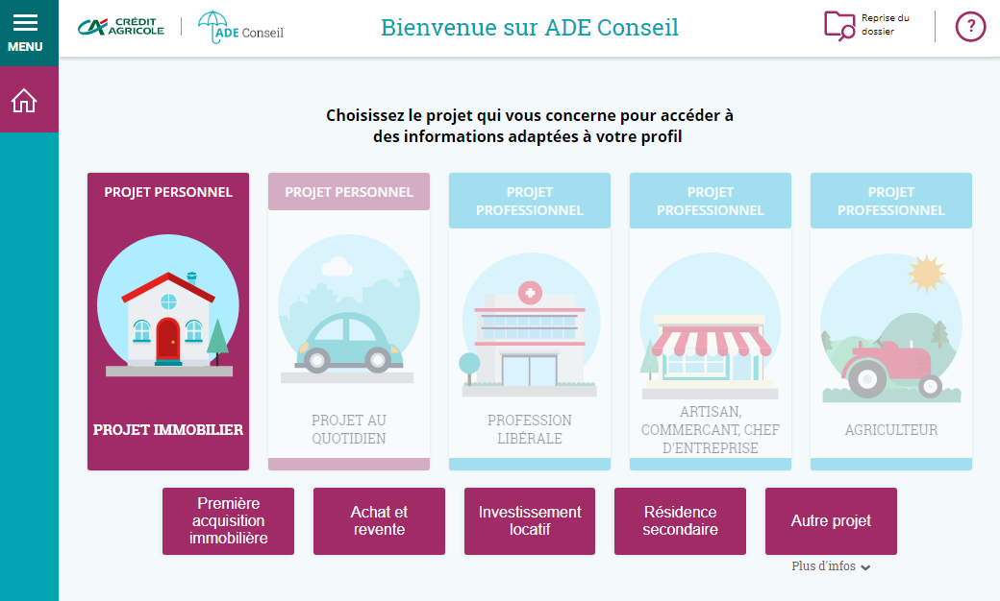 MENU
CRÉDIT
AGRICOLE
ADE Conseil
Bienvenue sur ADE Conseil
Reprise du
dossier
?
Choisissez le projet qui vous concerne pour accéder à
des informations adaptées à votre profil
PROJET PERSONNEL
PROJET IMMOBILIER
PROJET PERSONNEL
PROJET AU
QUOTIDIEN
PROJET
PROFESSIONNEL
PROFESSION
LIBÉRALE
PROJET
PROFESSIONNEL
ARTISAN,
COMMERCANT, CHEF
D'ENTREPRISE
PROJET
PROFESSIONNEL
AGRICULTEUR
Première
acquisition
immobilière
Achat et
revente
Investissement
locatif
Résidence
secondaire
Autre projet
Plus d'infos